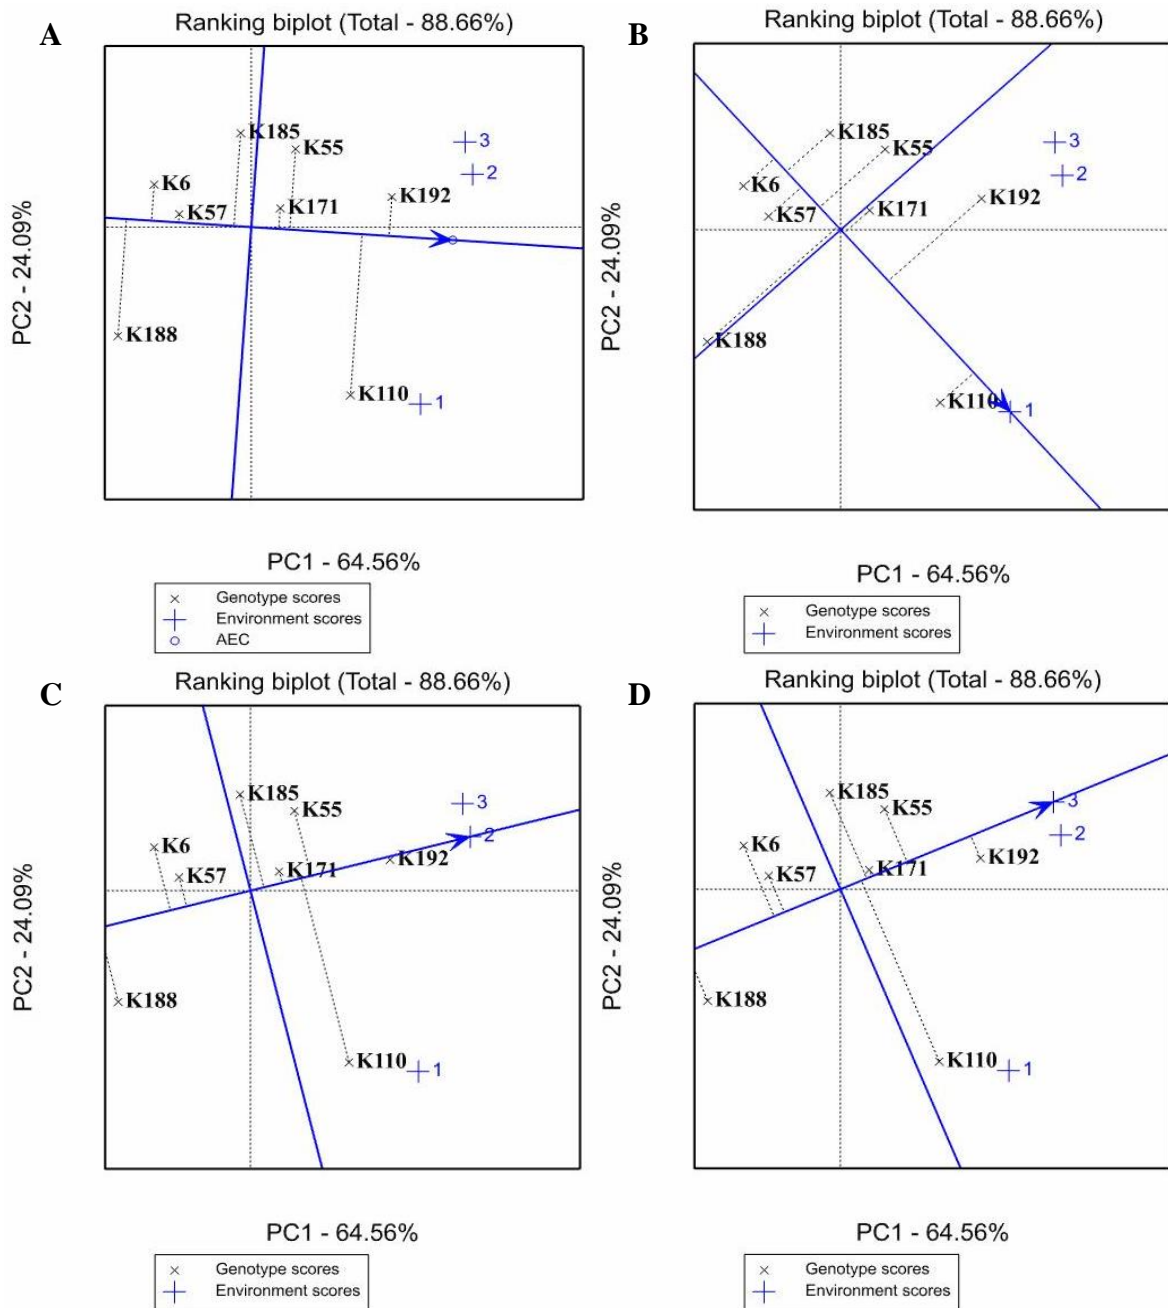 A
Ranking biplot (Total - 88.66%)
K185
K55
3
2
K6
K192
K57
K171
K188
K110
1
PC2 - 24.09%
PC1 - 64.56%
Genotype scores
Environment scores
AEC
B
Ranking biplot (Total - 88.66%)
K185
K55
3
2
K6
K192
K57
K171
K188
K110
1
PC2 - 24.09%
PC1 - 64.56%
Genotype scores
Environment scores
C
Ranking biplot (Total - 88.66%)
K185
K55
3
2
K6
K192
K57
K171
K188
K110
1
PC2 - 24.09%
PC1 - 64.56%
Genotype scores
Environment scores
D
Ranking biplot (Total - 88.66%)
K185
K55
3
2
K6
K192
K57
K171
K188
K110
1
PC2 - 24.09%
PC1 - 64.56%
Genotype scores
Environment scores